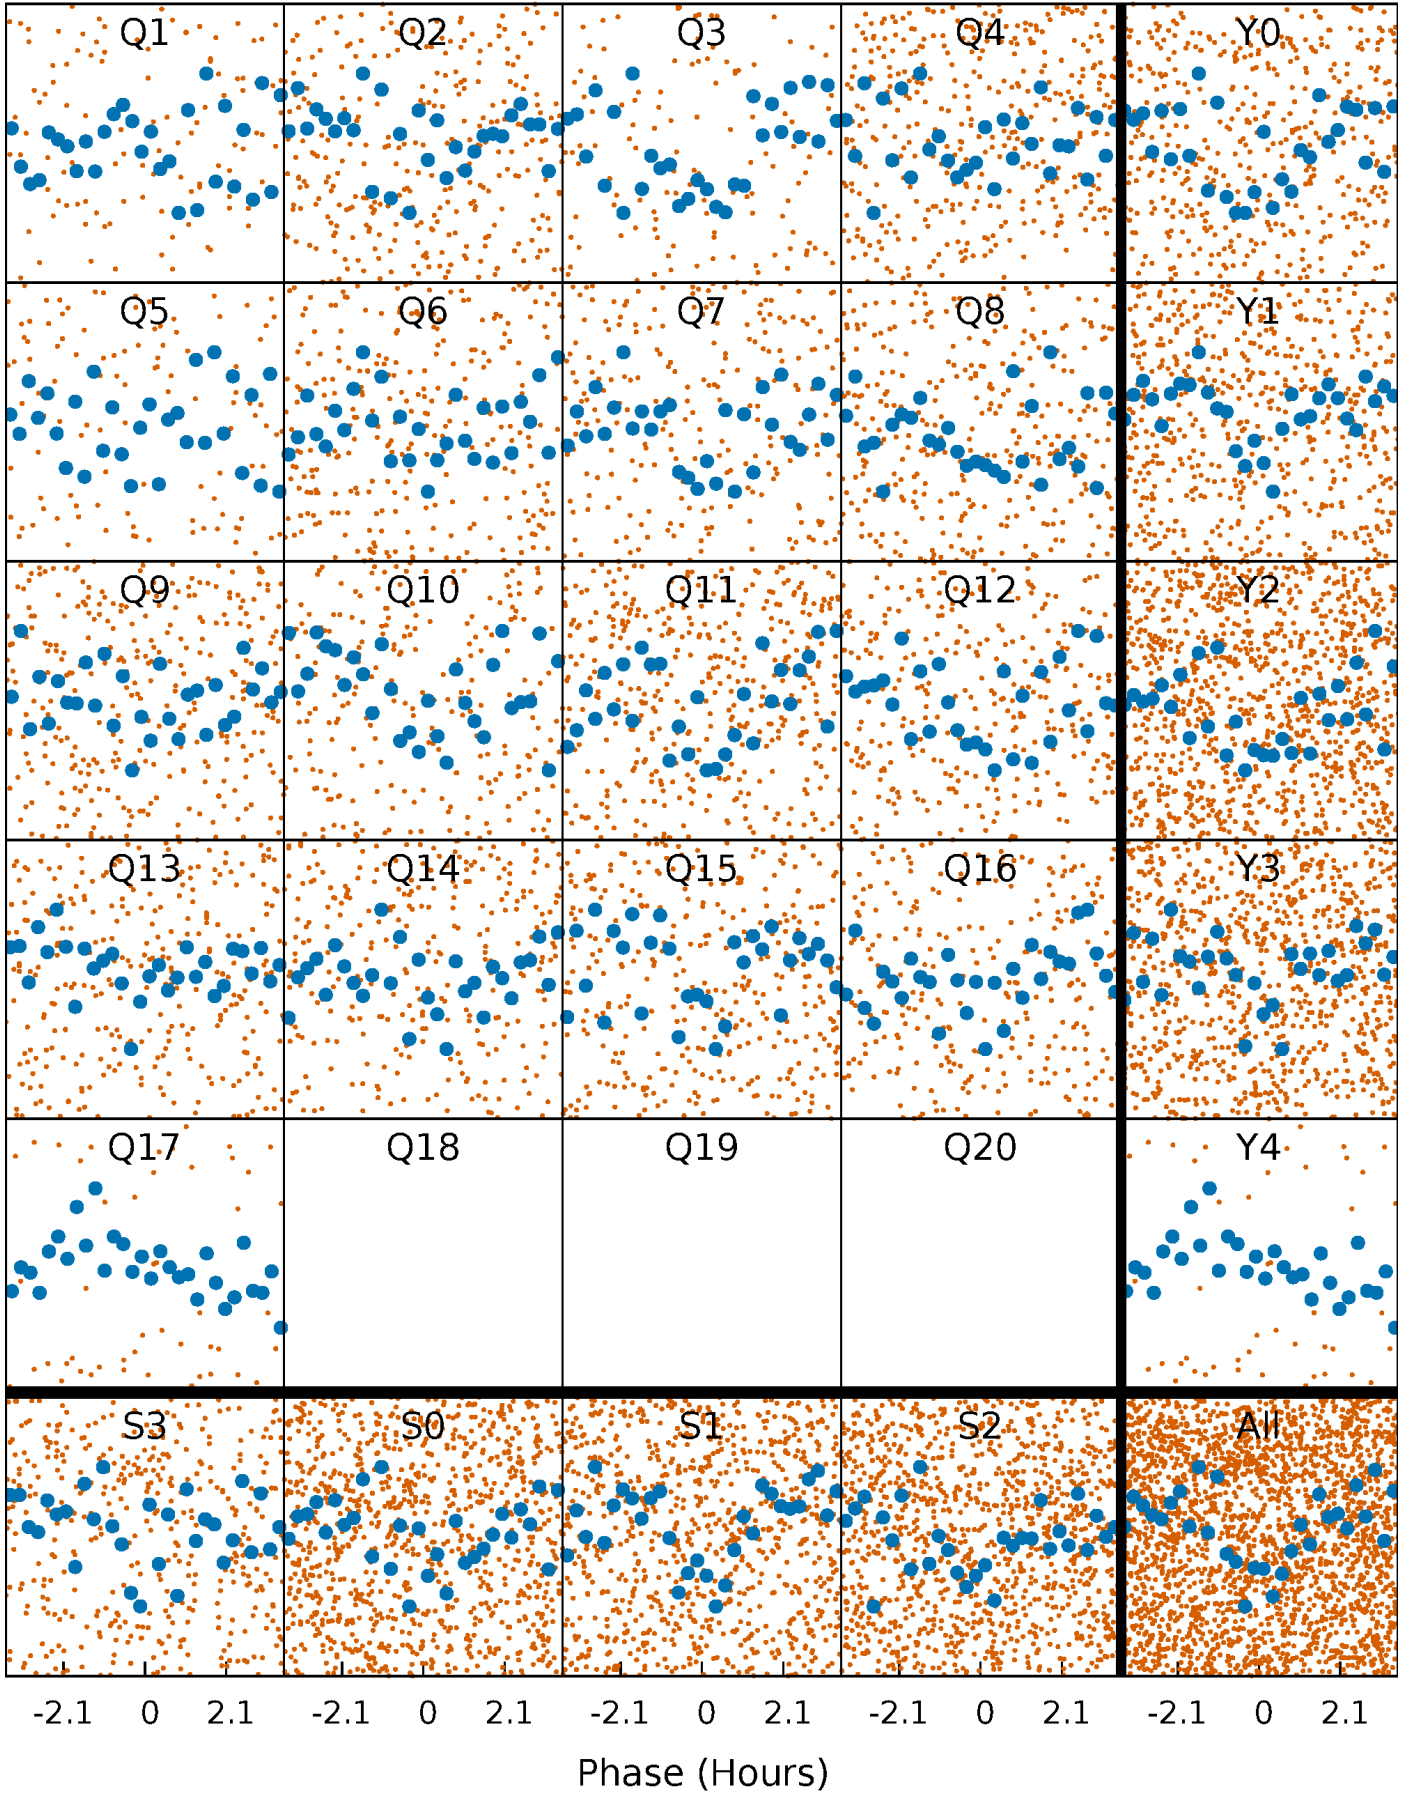 Q1 Q2 Q3 Q4 Y0
Q5 Q6 Q7 Q8 Y1
Q9 Q10 Q11 Q12 Y2
Q13 Q14 Q15 Q16 Y3
Q17 Q18 Q19 Q20 Y4
S3 S0 S1 S2 All
-2.1 0 2.1 -2.1 0 2.1 -2.1 0 2.1 -2.1 0 2.1 -2.1 0 2.1
Phase (Hours)